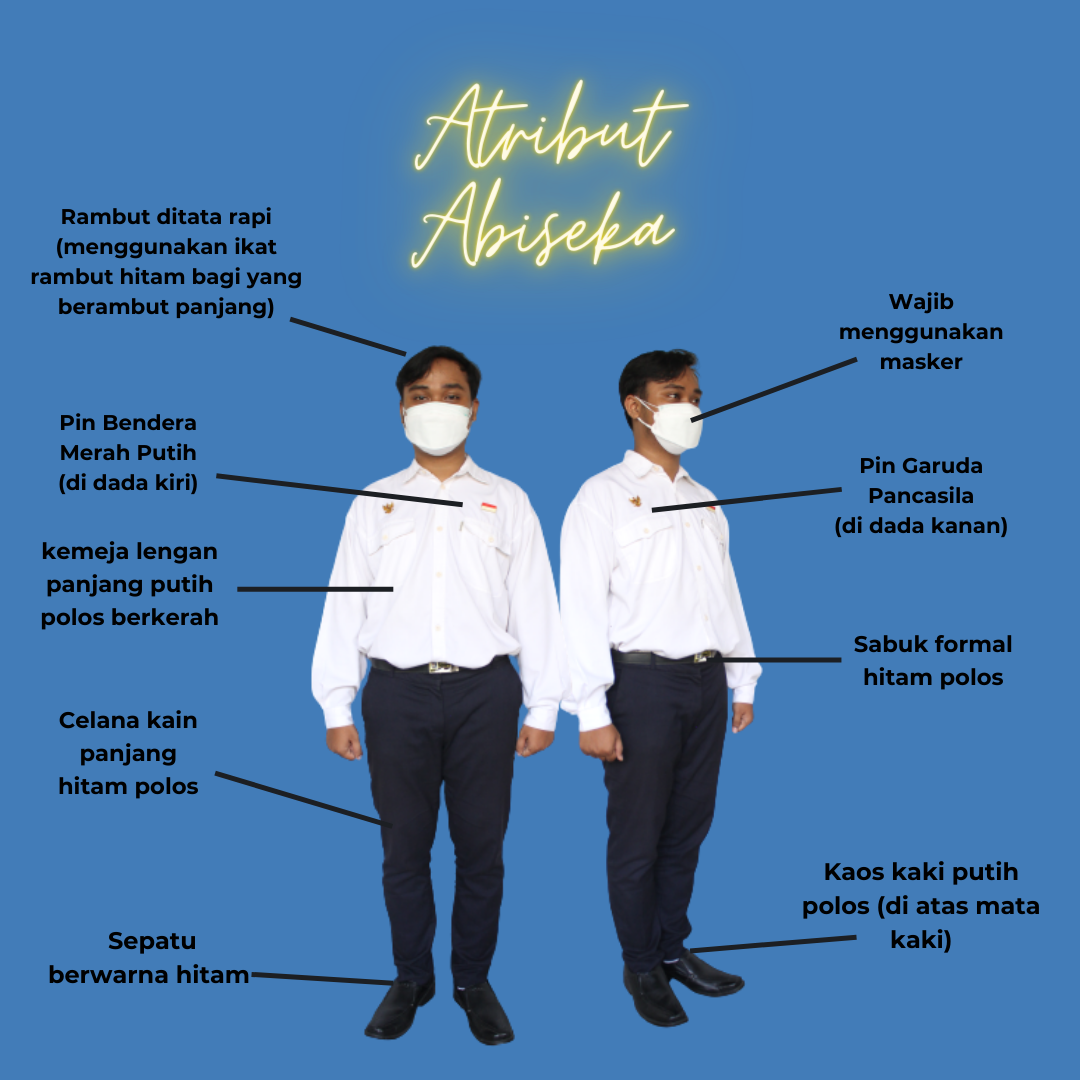 Atribut
Abiseka
Rambut ditata rapi
(menggunakan ikat
rambut hitam bagi yang
berambut panjang)
Pin Bendera
Merah Putih
(di dada kiri)
kemeja lengan
panjang putih
polos berkerah
Celana kain
panjang
hitam polos
Sepatu
berwarna hitam
Wajib
menggunakan
masker
Pin Garuda
Pancasila
(di dada kanan)
Sabuk formal
hitam polos
Kaos kaki putih
polos (di atas mata
kaki)